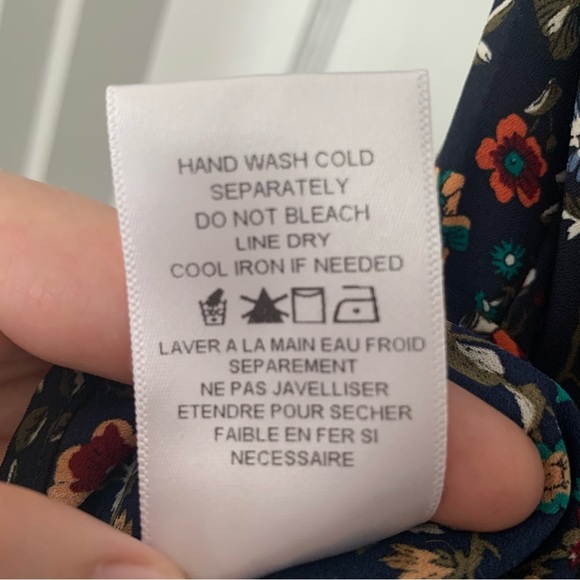 HAND WASH COLD
SEPARATELY
DO NOT BLEACH
LINE DRY
COOL IRON IF NEEDED
LAVER A LA MAIN EAU FROID
SEPAREMENT
NE PAS JAVELLISER
ETENDRE POUR SECHER
FAIBLE EN FER SI
NECESSAIRE